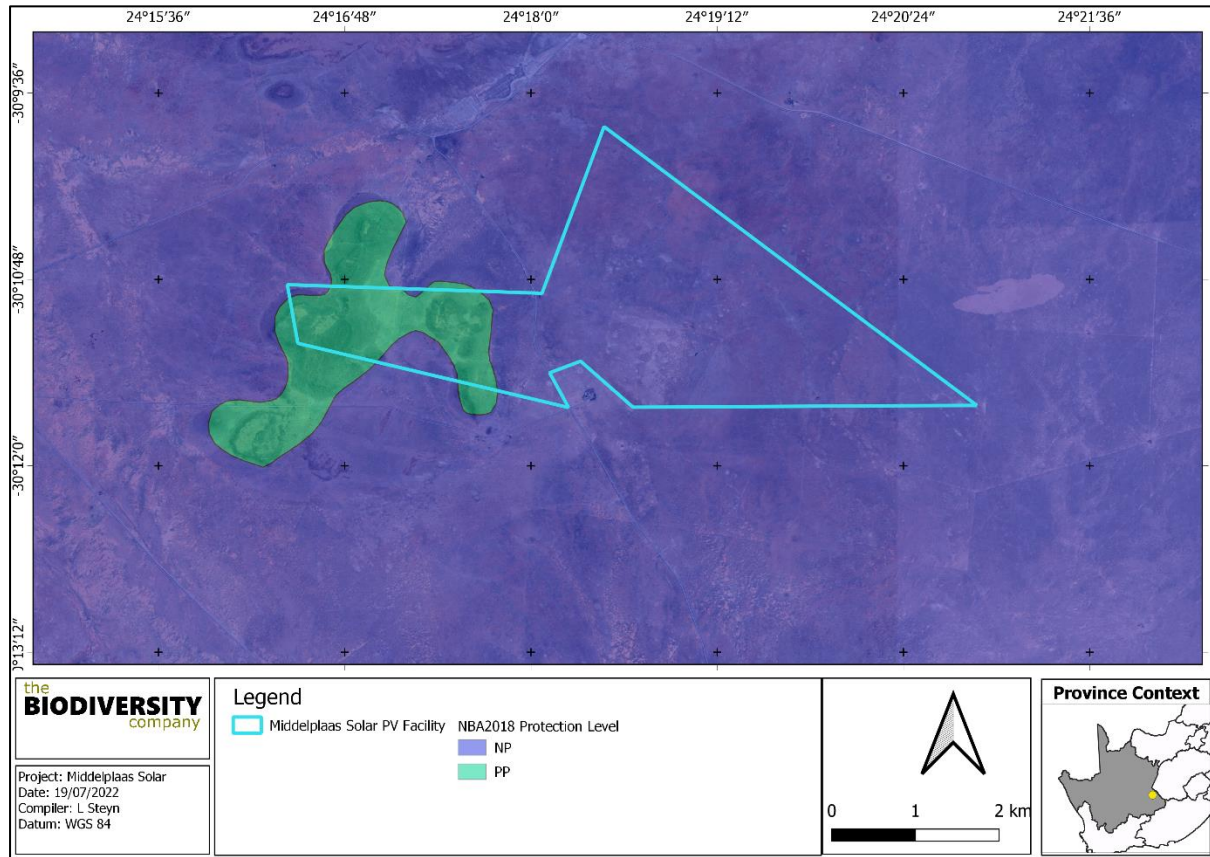 24°15'36" 24°16'48" 24°18'0" 24°19'12" 24°20'24" 24°21'36"
-30°9'36"
-30°10'48"
-30°12'0"
0°13'12"
the
BIODIVERSITY
company
Project: Middelplaas Solar
Date: 19/07/2022
Compiler: L Steyn
Datum: WGS 84
Legend
Middelplaas Solar PV Facility
NBA2018 Protection Level
NP
PP
0 1 2 km
Province Context